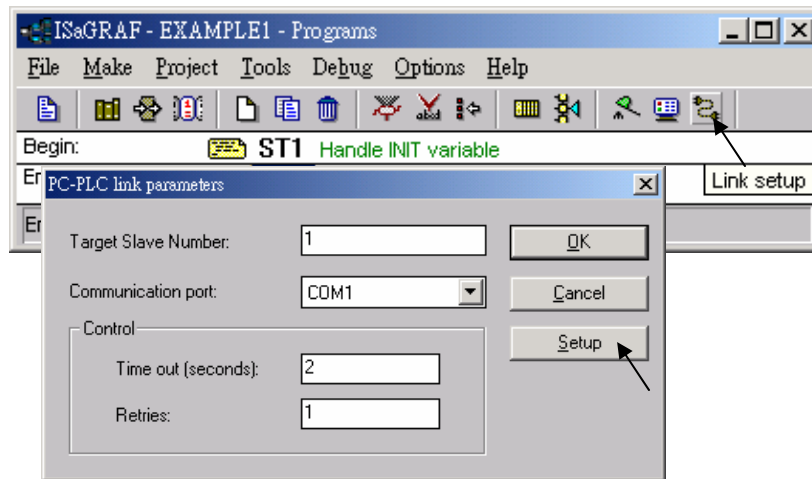 ISaGRAF - EXAMPLE1 - Programs
File Make Project Tools Debug Options Help
Begin: ST1 Handle INIT variable
Link setup
PC-PLC link parameters
Target Slave Number: 1 OK
Communication port: COM1 Cancel
Control Setup
Time out (seconds): 2
Retries: 1